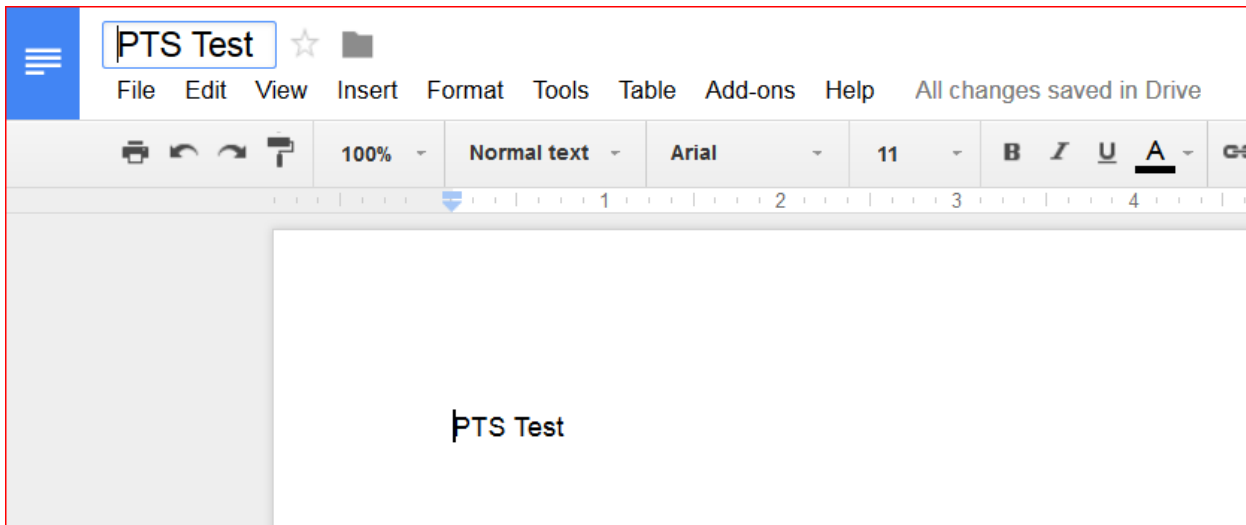 PTS Test
File Edit View Insert Format Tools Table Add-ons Help All changes saved in Drive
100% Normal text Arial 11 B I U A
1 2 3 4
PTS Test